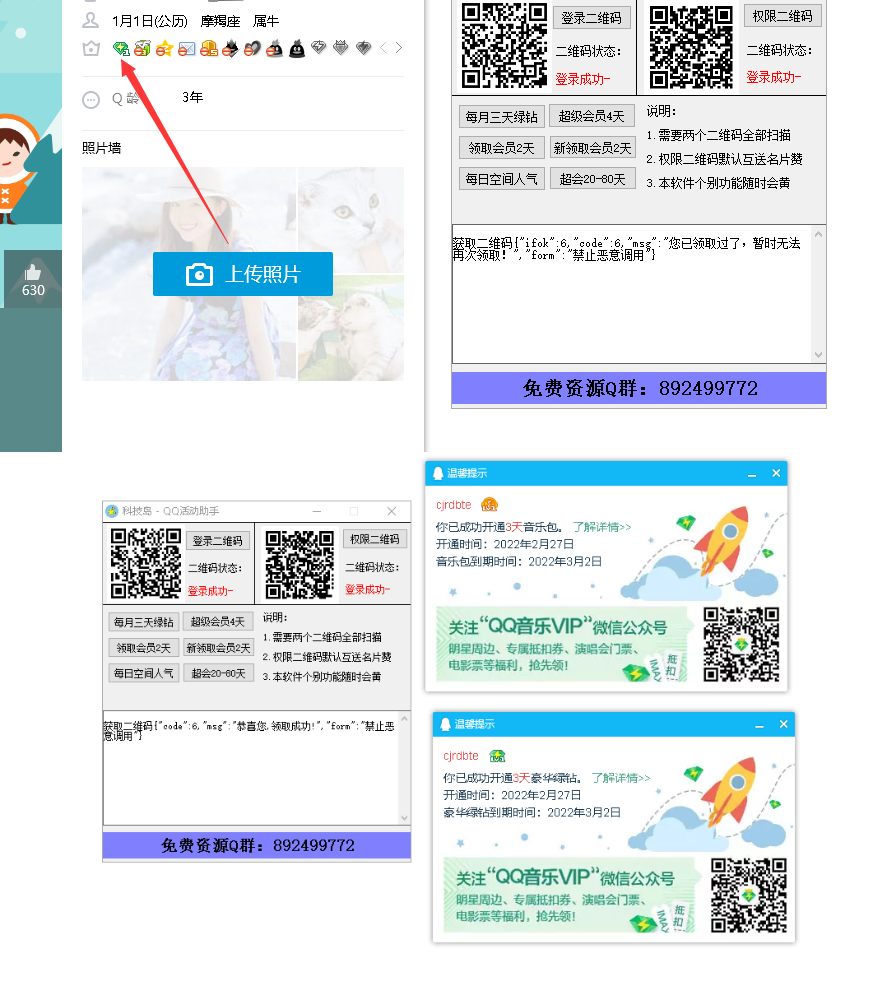 1月1日(公历) 摩羯座 属牛
Q 龄 3年
照片墙
上传照片
630
登录二维码
二维码状态:
登录成功-
权限二维码
二维码状态:
登录成功-
每月三天绿钻 超级会员4天
领取会员2天 新领取会员2天
每日空间人气 超会20-80天
说明:
1.需要两个二维码全部扫描
2.权限二维码默认互送名片赞
3.本软件个别功能随时会黄
获取二维码{"ifok":6,"code":6,"msg":"您已领取过了，暂时无法
再次领取！","form":"禁止恶意调用"}
免费资源Q群：892499772
科技岛 - QQ活动助手
登录二维码
二维码状态:
登录成功-
权限二维码
二维码状态:
登录成功-
每月三天绿钻 超级会员4天
领取会员2天 新领取会员2天
每日空间人气 超会20-80天
说明:
1.需要两个二维码全部扫描
2.权限二维码默认互送名片赞
3.本软件个别功能随时会黄
获取二维码{"code":6,"msg":"恭喜您,领取成功!","form":"禁止恶
意调用"}
免费资源Q群：892499772
温馨提示
cjrdbte
你已成功开通3天音乐包。 了解详情>>
开通时间：2022年2月27日
音乐包到期时间：2022年3月2日
关注“QQ音乐VIP”微信公众号
明星周边、专属抵扣券、演唱会门票、
电影票等福利，抢先领！
IMAX
抵扣
温馨提示
cjrdbte
你已成功开通3天豪华绿钻。 了解详情>>
开通时间：2022年2月27日
豪华绿钻到期时间：2022年3月2日
关注“QQ音乐VIP”微信公众号
明星周边、专属抵扣券、演唱会门票、
电影票等福利，抢先领！
IMAX
抵扣